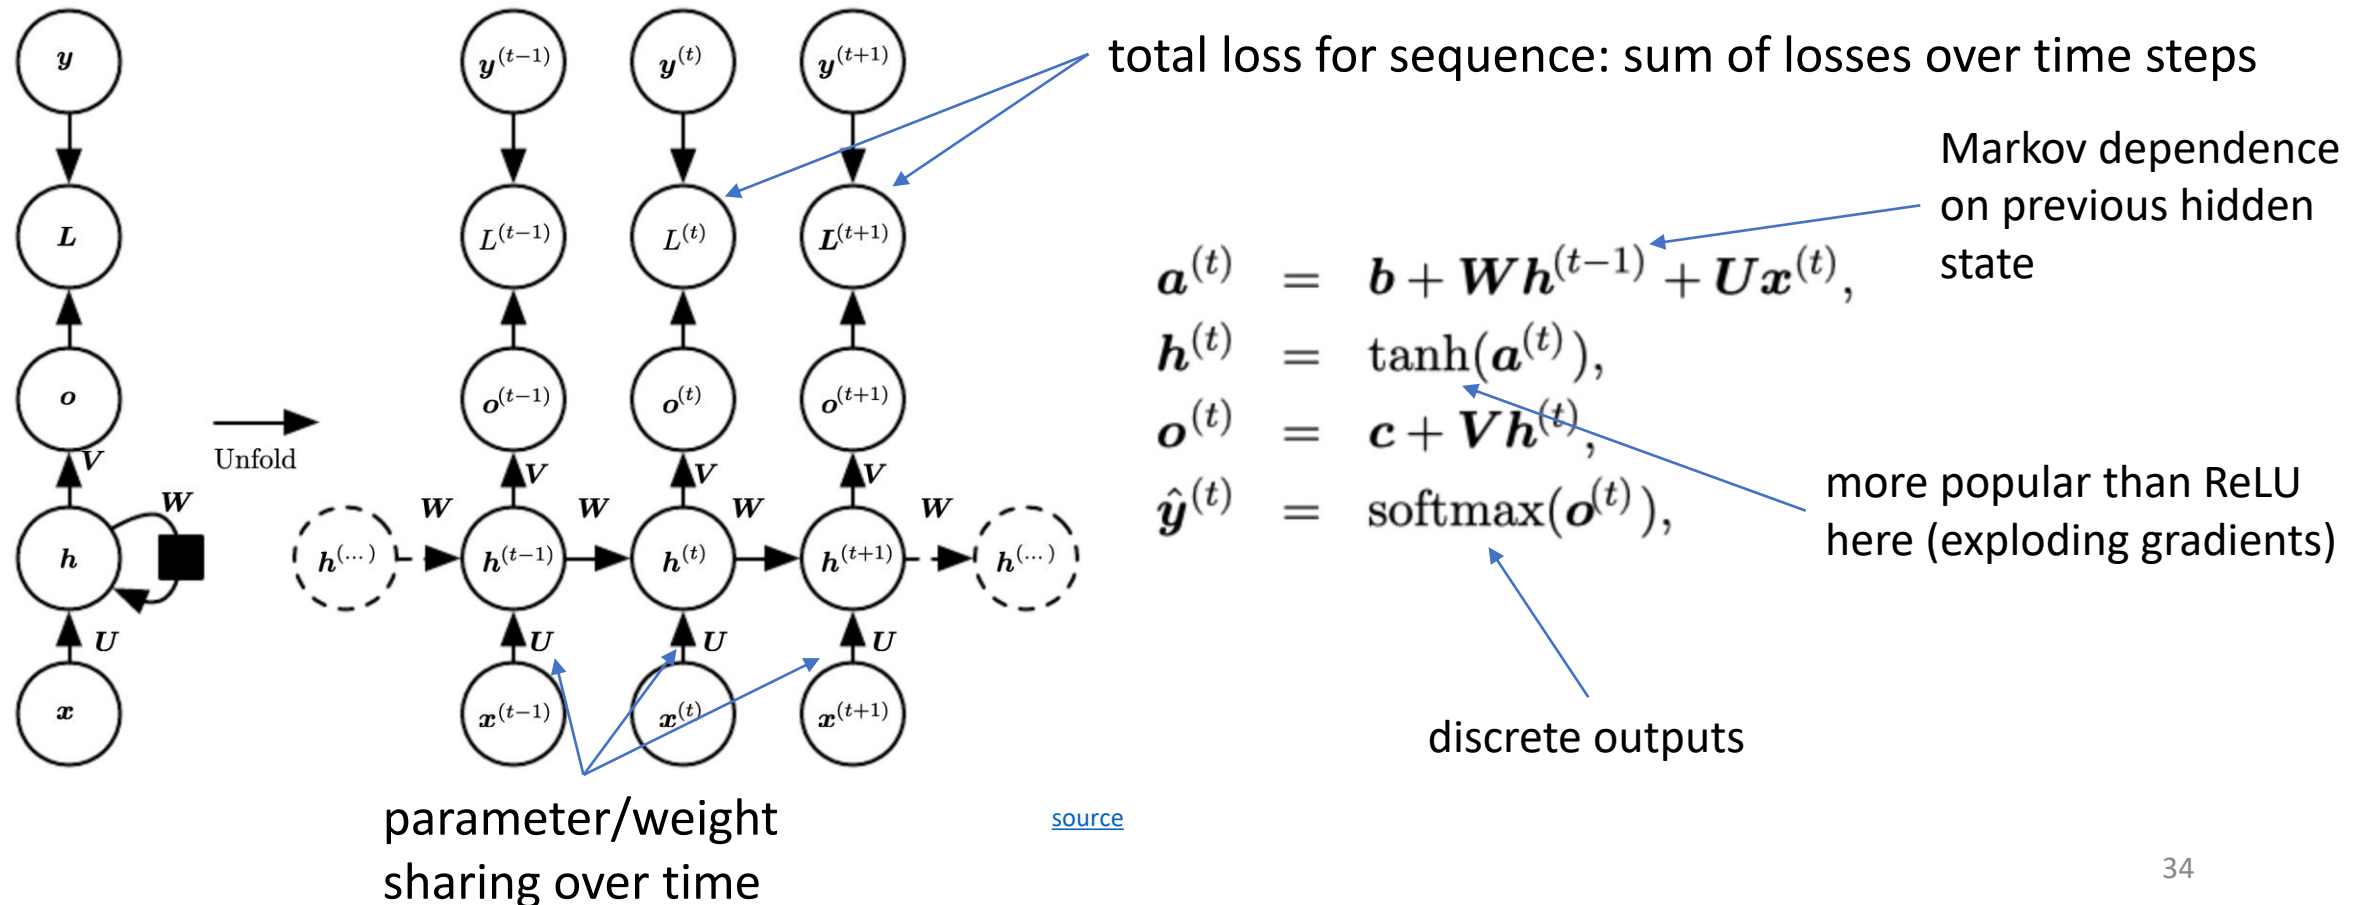 y y^(t−1) y^(t) y^(t+1)
total loss for sequence: sum of losses over time steps
Markov dependence
on previous hidden
state
L L^(t−1) L^(t) L^(t+1)
a^(t) = b + Wh^(t−1) + Ux^(t),
h^(t) = tanh(a^(t)),
o^(t) = c + Vh^(t),
ŷ^(t) = softmax(o^(t)),
o o^(t−1) o^(t) o^(t+1)
Unfold
V V V V
more popular than ReLU
here (exploding gradients)
W W W W W
h h^(...) h^(t−1) h^(t) h^(t+1) h^(...)
U U U U
x x^(t−1) x^(t) x^(t+1)
discrete outputs
parameter/weight
sharing over time
source
34